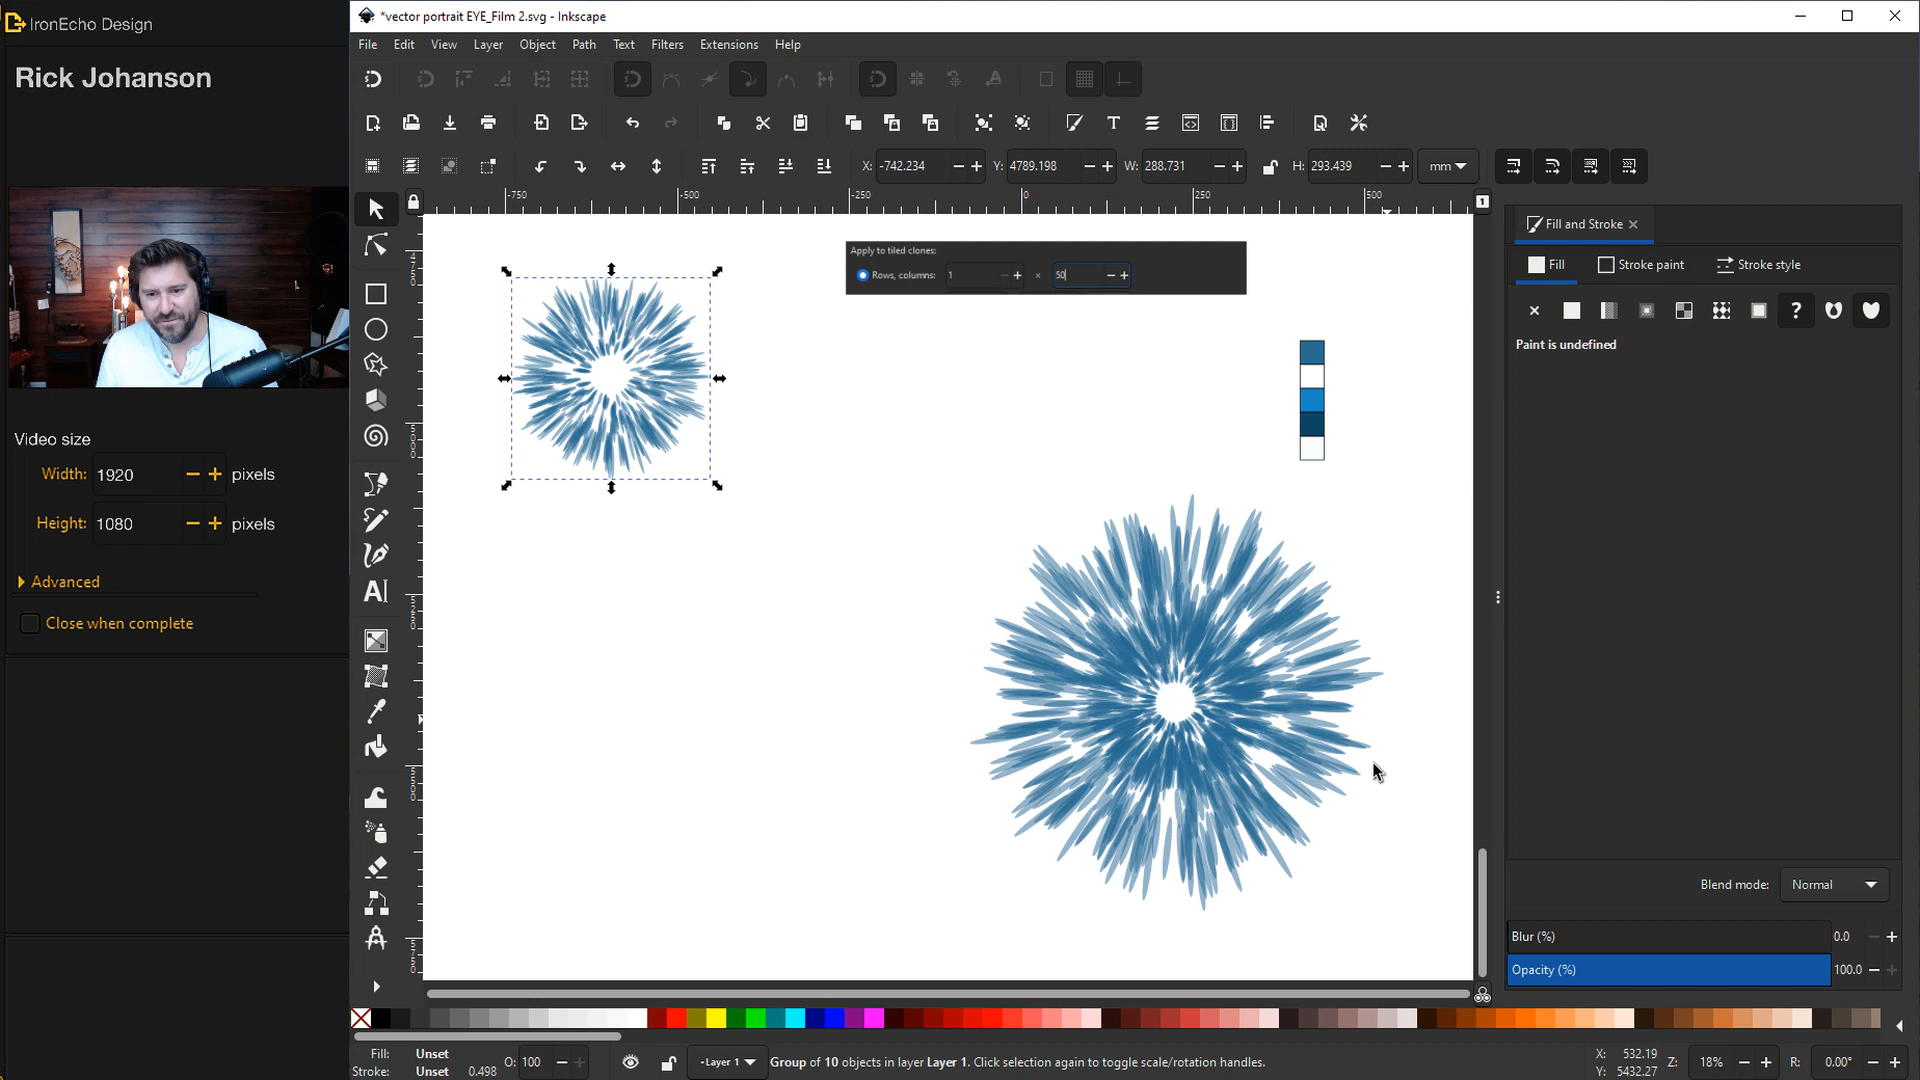 IronEcho Design
Rick Johanson
Video size
Width: 1920 pixels
Height: 1080 pixels
Advanced
Close when complete
*vector portrait EYE_Film 2.svg - Inkscape
File Edit View Layer Object Path Text Filters Extensions Help
X: -742.234 Y: 4789.198 W: 288.731 H: 293.439 mm
-750 -500 -250 0 250 500
1
Apply to tiled clones:
Rows, columns: 1 × 50
Fill and Stroke
Fill Stroke paint Stroke style
?
Paint is undefined
Blend mode: Normal
Blur (%) 0.0
Opacity (%) 100.0
Fill: Unset
Stroke: Unset 0.498
O: 100
-Layer 1
Group of 10 objects in layer Layer 1. Click selection again to toggle scale/rotation handles.
X: 532.19
Y: 5432.27
Z: 18%
R: 0.00°